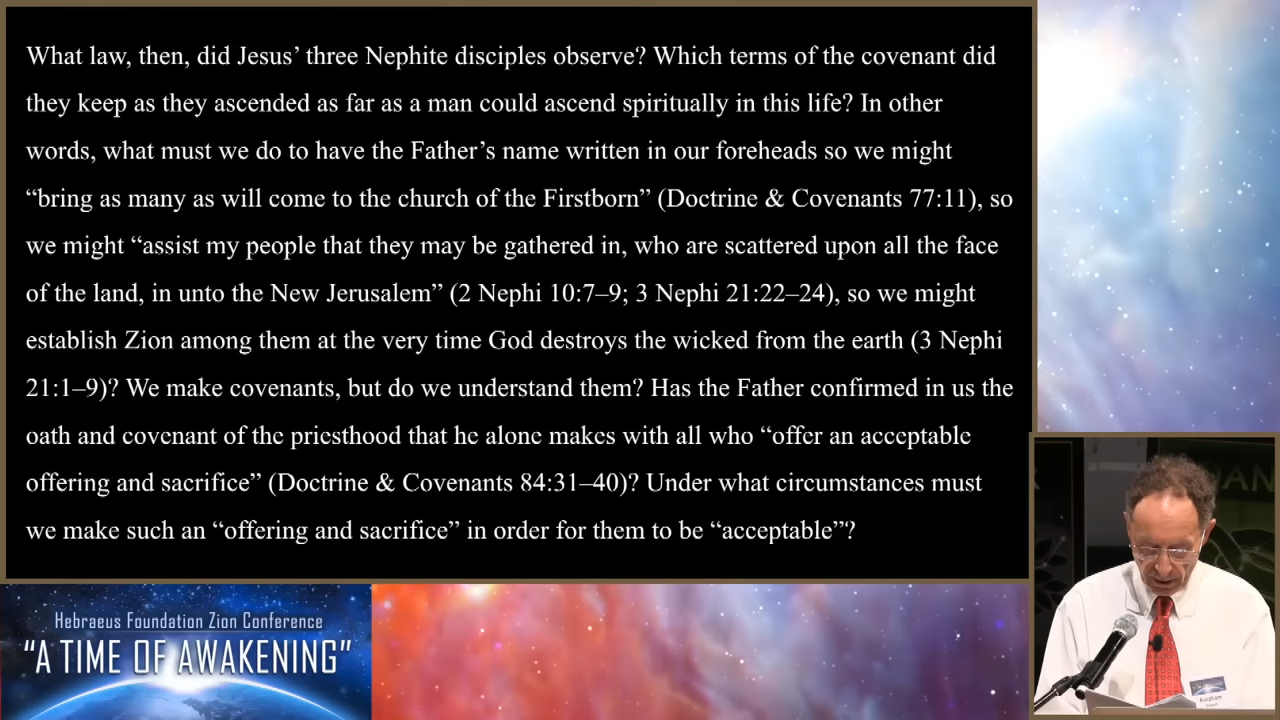 What law, then, did Jesus’ three Nephite disciples observe? Which terms of the covenant did
they keep as they ascended as far as a man could ascend spiritually in this life? In other
words, what must we do to have the Father’s name written in our foreheads so we might
“bring as many as will come to the church of the Firstborn” (Doctrine & Covenants 77:11), so
we might “assist my people that they may be gathered in, who are scattered upon all the face
of the land, in unto the New Jerusalem” (2 Nephi 10:7–9; 3 Nephi 21:22–24), so we might
establish Zion among them at the very time God destroys the wicked from the earth (3 Nephi
21:1–9)? We make covenants, but do we understand them? Has the Father confirmed in us the
oath and covenant of the priesthood that he alone makes with all who “offer an acceptable
offering and sacrifice” (Doctrine & Covenants 84:31–40)? Under what circumstances must
we make such an “offering and sacrifice” in order for them to be “acceptable”?
Hebraeus Foundation Zion Conference
“A TIME OF AWAKENING”
Avraham